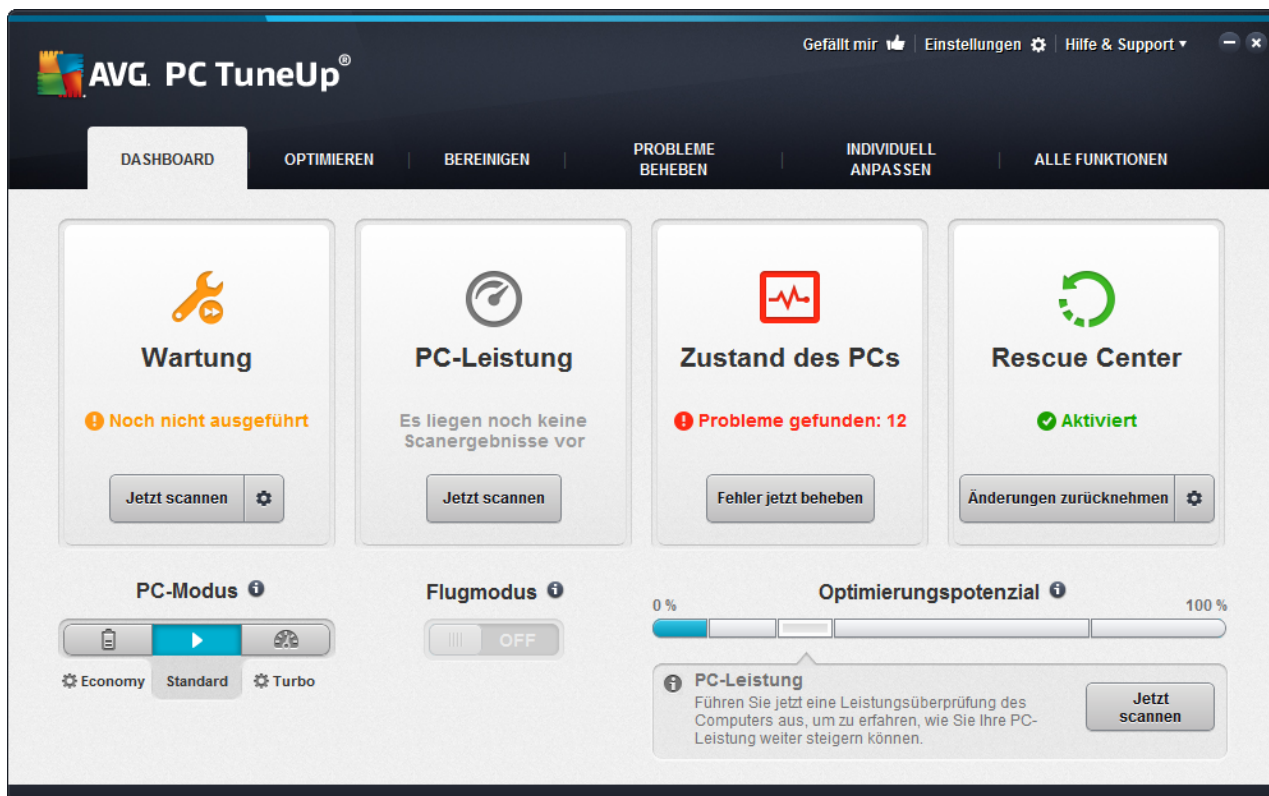 Gefällt mir | Einstellungen | Hilfe & Support
AVG PC TuneUp®
DASHBOARD
OPTIMIEREN
BEREINIGEN
PROBLEME
BEHEBEN
INDIVIDUELL
ANPASSEN
ALLE FUNKTIONEN
Wartung
Noch nicht ausgeführt
Jetzt scannen
PC-Leistung
Es liegen noch keine
Scanergebnisse vor
Jetzt scannen
Zustand des PCs
Probleme gefunden: 12
Fehler jetzt beheben
Rescue Center
Aktiviert
Änderungen zurücknehmen
PC-Modus
Economy
Standard
Turbo
Flugmodus
OFF
Optimierungspotenzial
0 %
100 %
PC-Leistung
Führen Sie jetzt eine Leistungsüberprüfung des
Computers aus, um zu erfahren, wie Sie Ihre PC-
Leistung weiter steigern können.
Jetzt
scannen